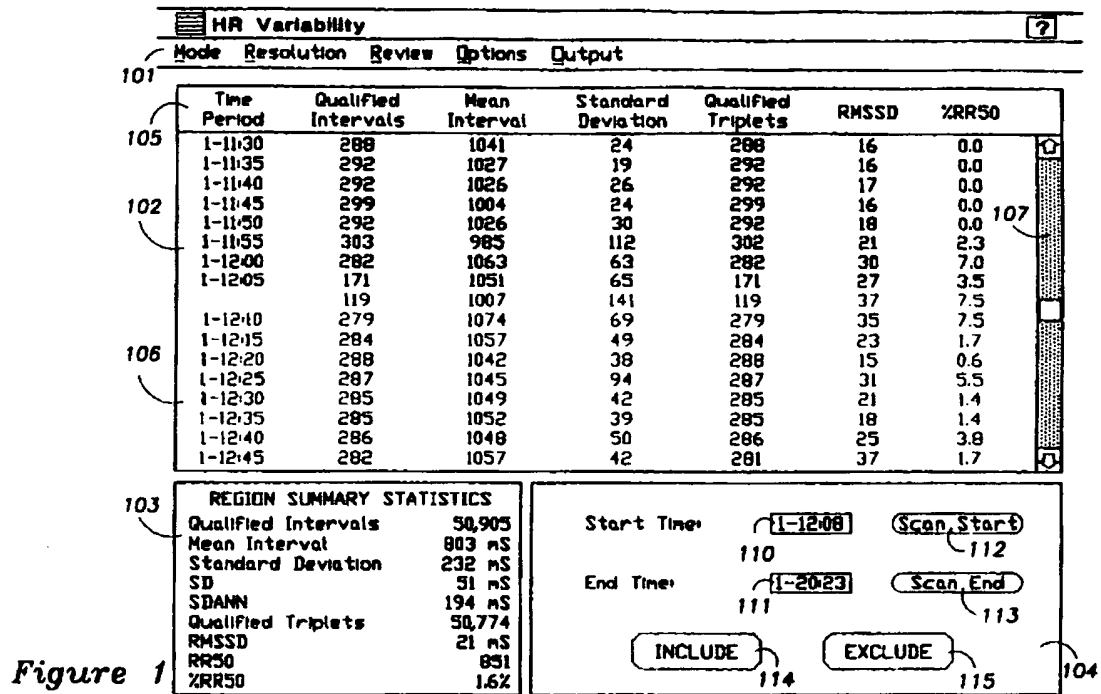 HR Variability ?
Mode Resolution Review Options Output
101
Time Period Qualified Intervals Mean Interval Standard Deviation Qualified Triplets RMSSD %RR50
105
1-11:30 288 1041 24 288 16 0.0
1-11:35 292 1027 19 292 16 0.0
1-11:40 292 1026 26 292 17 0.0
102 1-11:45 299 1004 24 299 16 0.0
1-11:50 292 1026 30 292 18 0.0 107
1-11:55 303 985 112 302 21 2.3
1-12:00 282 1063 63 282 30 7.0
1-12:05 171 1051 65 171 27 3.5
119 1007 141 119 37 7.5
1-12:10 279 1074 69 279 35 7.5
1-12:15 284 1057 49 284 23 1.7
106 1-12:20 288 1042 38 288 15 0.6
1-12:25 287 1045 94 287 31 5.5
1-12:30 285 1049 42 285 21 1.4
1-12:35 285 1052 39 285 18 1.4
1-12:40 286 1048 50 286 25 3.8
1-12:45 282 1057 42 281 37 1.7
103
REGION SUMMARY STATISTICS
Qualified Intervals 50,905
Mean Interval 803 mS
Standard Deviation 232 mS
SD 51 mS
SDANN 194 mS
Qualified Triplets 50,774
RMSSD 21 mS
RR50 851
%RR50 1.6%
Start Time: 1-12:08 Scan Start
110 112
End Time: 1-20:23 Scan End
111 113
INCLUDE EXCLUDE
114 115 104
Figure 1